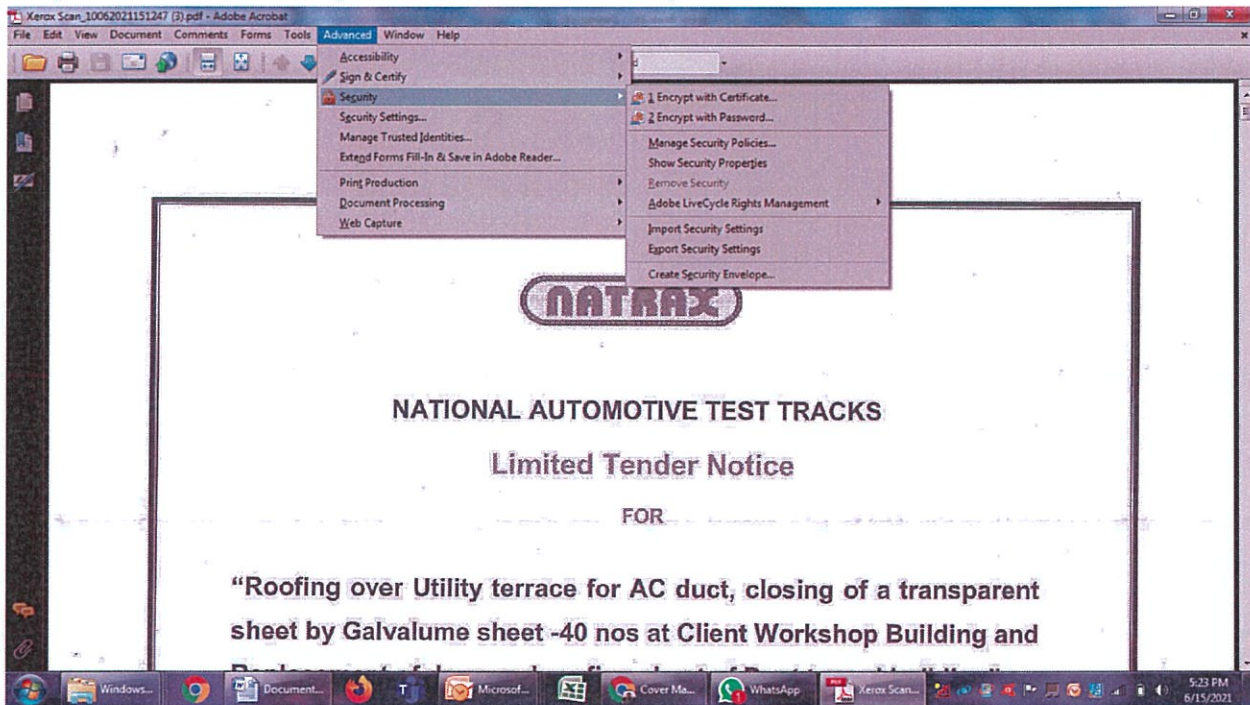 Xerox Scan_10062021151247 (3).pdf - Adobe Acrobat
File Edit View Document Comments Forms Tools Advanced Window Help
Accessibility
Sign & Certify
Security
Security Settings...
Manage Trusted Identities...
Extend Forms Fill-In & Save in Adobe Reader...
Print Production
Document Processing
Web Capture
1 Encrypt with Certificate...
2 Encrypt with Password...
Manage Security Policies...
Show Security Properties
Remove Security
Adobe LiveCycle Rights Management
Import Security Settings
Export Security Settings
Create Security Envelope...
NATRAX
NATIONAL AUTOMOTIVE TEST TRACKS
Limited Tender Notice
FOR
“Roofing over Utility terrace for AC duct, closing of a transparent
sheet by Galvalume sheet -40 nos at Client Workshop Building and
Windows... Document... Microsof... Cover Ma... WhatsApp Xerox Scan... 5:23 PM
6/15/2021